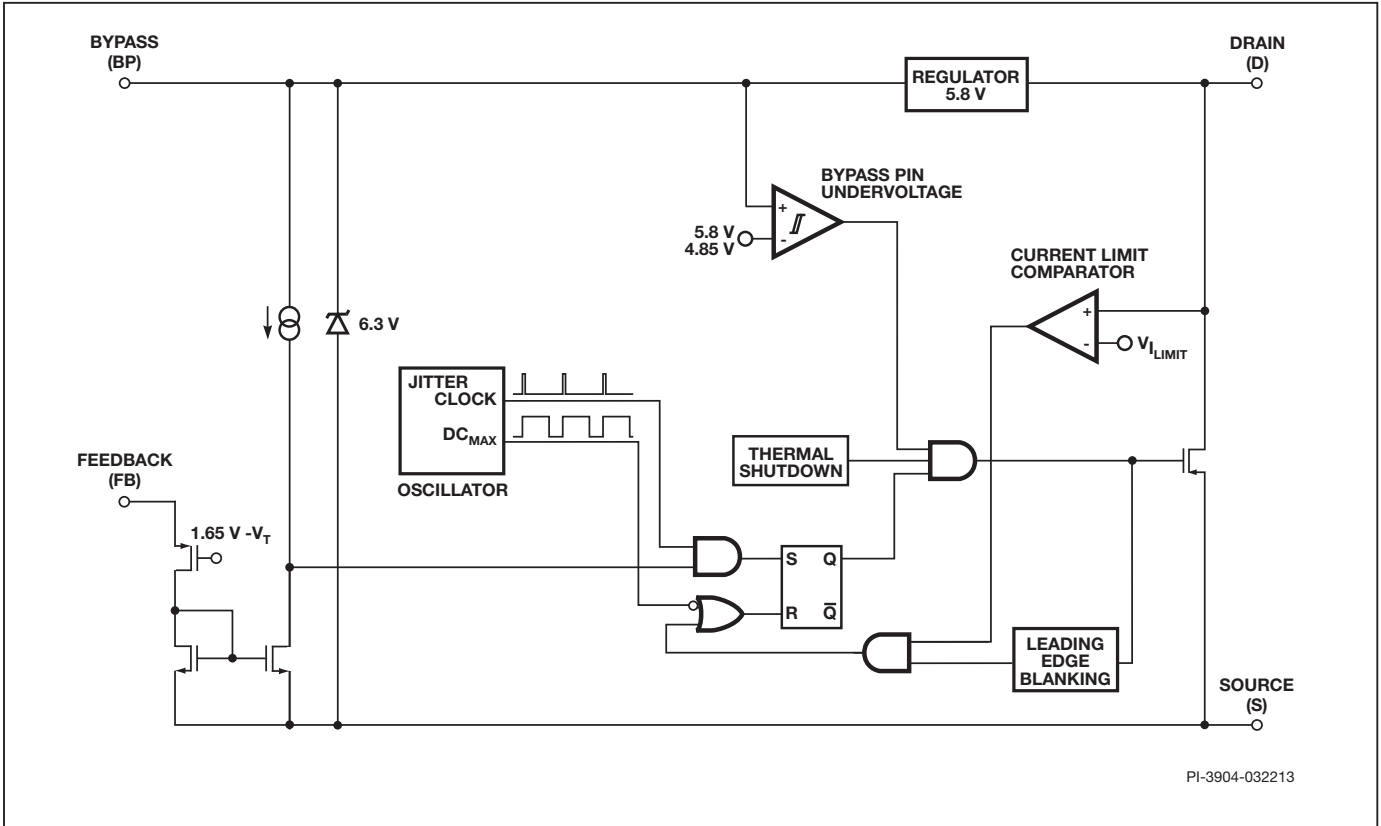 BYPASS
(BP)
DRAIN
(D)
REGULATOR
5.8 V
BYPASS PIN
UNDERVOLTAGE
+
-
5.8 V
4.85 V
CURRENT LIMIT
COMPARATOR
+
-
VILIMIT
6.3 V
JITTER
CLOCK
DCMAX
OSCILLATOR
THERMAL
SHUTDOWN
FEEDBACK
(FB)
1.65 V -VT
S Q
R Q̅
LEADING
EDGE
BLANKING
SOURCE
(S)
PI-3904-032213